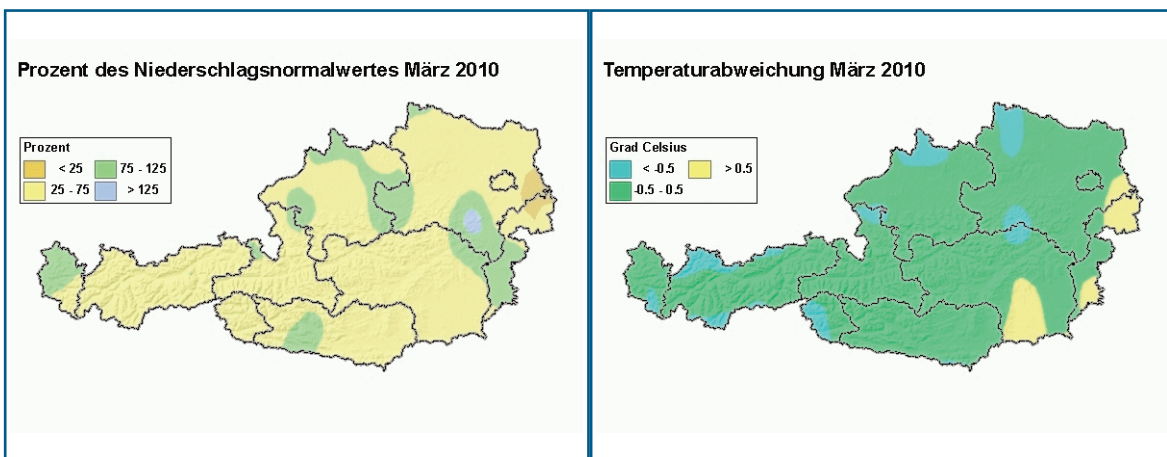 Prozent des Niederschlagsnormalwertes März 2010
Prozent
< 25 75 - 125
25 - 75 > 125
Temperaturabweichung März 2010
Grad Celsius
< -0.5 > 0.5
-0.5 - 0.5